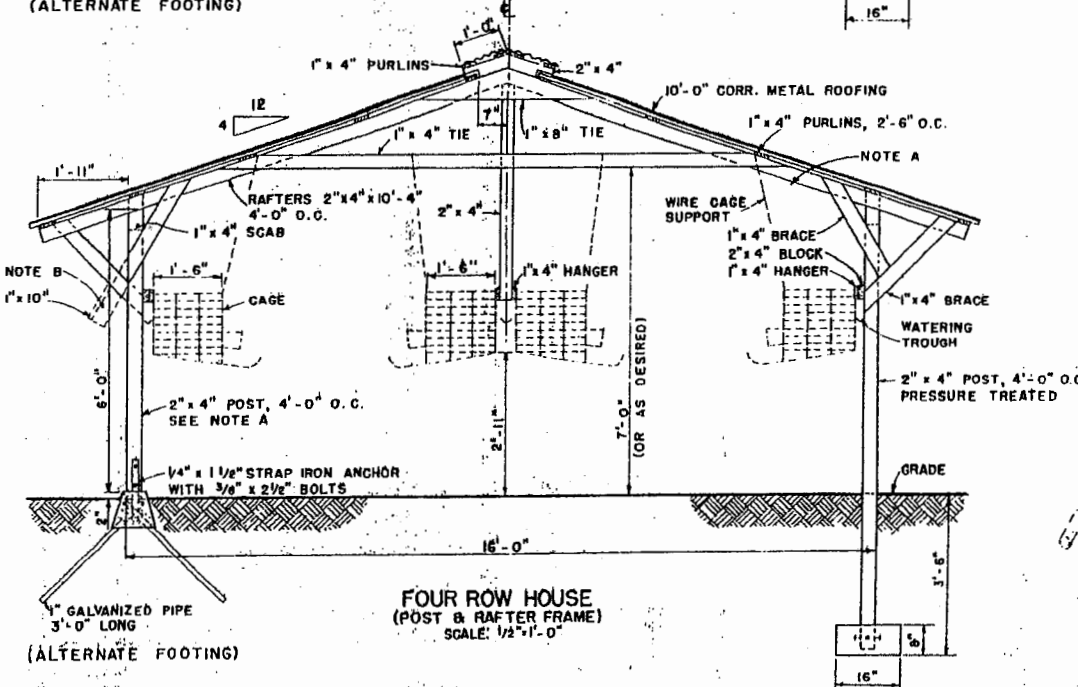 (ALTERNATE FOOTING)
16"
1'-0"
1" x 4" PURLINS
2" x 4"
12
4
10'-0" CORR. METAL ROOFING
7"
1" x 4" TIE
1" x 8" TIE
1" x 4" PURLINS, 2'-6" O.C.
NOTE A
1'-11"
RAFTERS 2"x4"x10'-4"
4'-0" O.C.
2" x 4"
WIRE CAGE
SUPPORT
1" x 4"
SCAB
1" x 4" BRACE
2" x 4" BLOCK
1" x 4" HANGER
NOTE B
1" x 10"
1'-6"
CAGE
1'-6"
1" x 4" HANGER
1" x 4" BRACE
WATERING
TROUGH
6'-0"
2" x 4" POST, 4'-0" O.C.
SEE NOTE A
2'-11"
7'-0"
(OR AS DESIRED)
2" x 4" POST, 4'-0" O.C
PRESSURE TREATED
1/4" x 1 1/2" STRAP IRON ANCHOR
WITH 3/8" x 2 1/2" BOLTS
GRADE
2"
16'-0"
3'-6"
1" GALVANIZED PIPE
3'-0" LONG
(ALTERNATE FOOTING)
FOUR ROW HOUSE
(POST & RAFTER FRAME)
SCALE: 1/2"=1'-0"
8"
16"